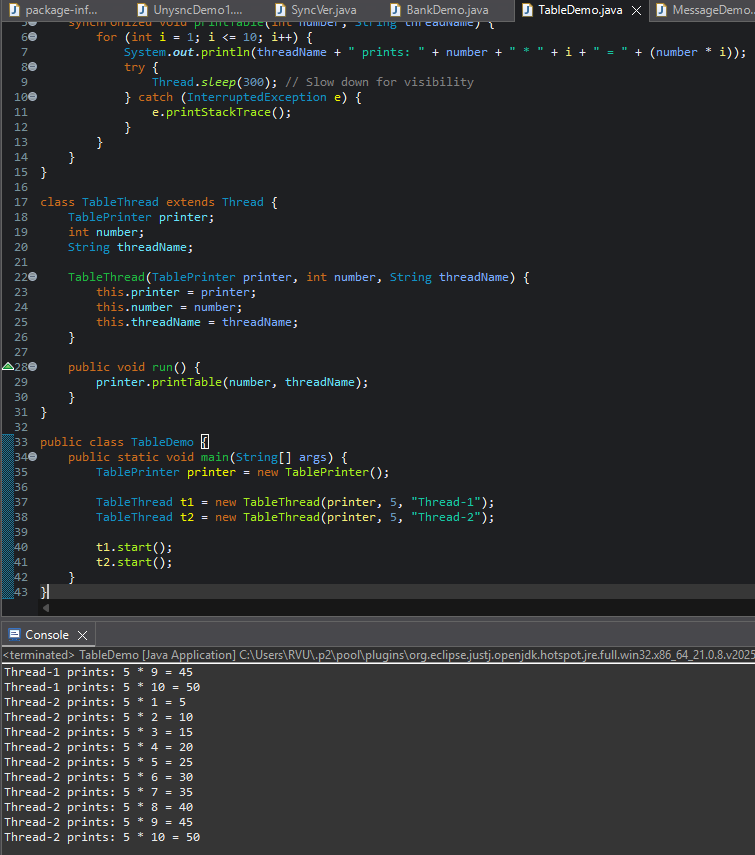 package-inf... UnysncDemo1.... SyncVer.java BankDemo.java TableDemo.java MessageDemo.
5 synchronized void printTable(int number, String threadName) {
6 for (int i = 1; i <= 10; i++) {
7 System.out.println(threadName + " prints: " + number + " * " + i + " = " + (number * i));
8 try {
9 Thread.sleep(300); // Slow down for visibility
10 } catch (InterruptedException e) {
11 e.printStackTrace();
12 }
13 }
14 }
15 }
16
17 class TableThread extends Thread {
18 TablePrinter printer;
19 int number;
20 String threadName;
21
22 TableThread(TablePrinter printer, int number, String threadName) {
23 this.printer = printer;
24 this.number = number;
25 this.threadName = threadName;
26 }
27
28 public void run() {
29 printer.printTable(number, threadName);
30 }
31 }
32
33 public class TableDemo {
34 public static void main(String[] args) {
35 TablePrinter printer = new TablePrinter();
36
37 TableThread t1 = new TableThread(printer, 5, "Thread-1");
38 TableThread t2 = new TableThread(printer, 5, "Thread-2");
39
40 t1.start();
41 t2.start();
42 }
43 }
Console
<terminated> TableDemo [Java Application] C:\Users\RVU\.p2\pool\plugins\org.eclipse.justj.openjdk.hotspot.jre.full.win32.x86_64_21.0.8.v2025
Thread-1 prints: 5 * 9 = 45
Thread-1 prints: 5 * 10 = 50
Thread-2 prints: 5 * 1 = 5
Thread-2 prints: 5 * 2 = 10
Thread-2 prints: 5 * 3 = 15
Thread-2 prints: 5 * 4 = 20
Thread-2 prints: 5 * 5 = 25
Thread-2 prints: 5 * 6 = 30
Thread-2 prints: 5 * 7 = 35
Thread-2 prints: 5 * 8 = 40
Thread-2 prints: 5 * 9 = 45
Thread-2 prints: 5 * 10 = 50